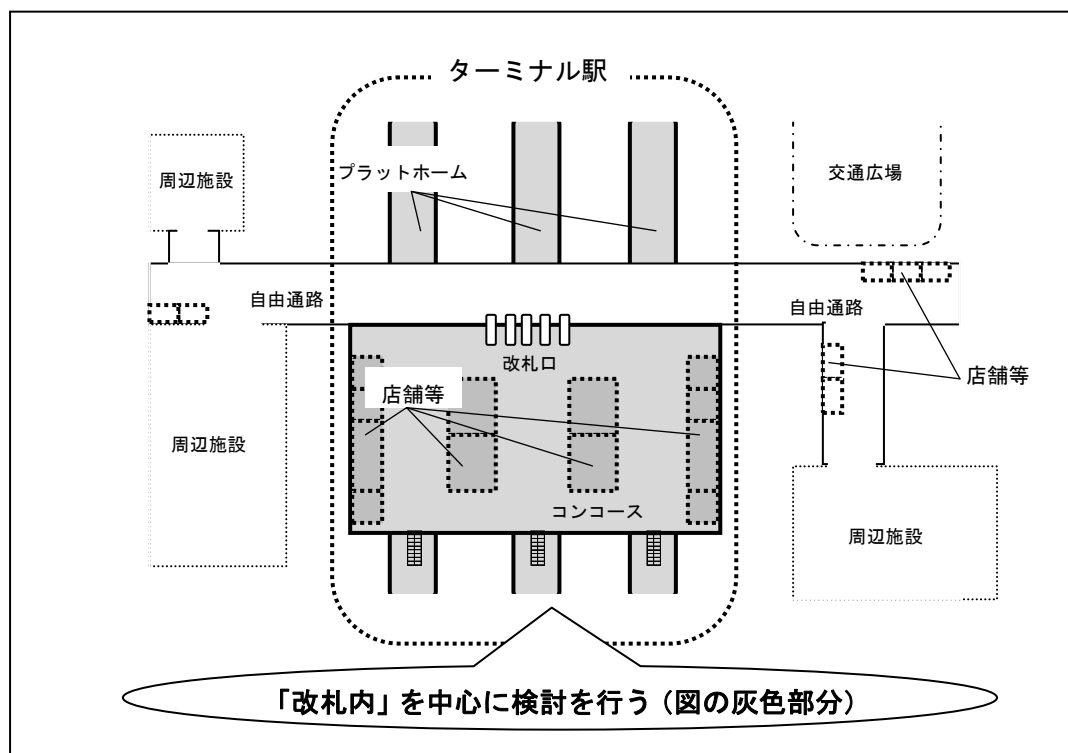 ターミナル駅
周辺施設
プラットホーム
交通広場
自由通路
自由通路
改札口
店舗等
店舗等
周辺施設
コンコース
周辺施設
「改札内」を中心に検討を行う（図の灰色部分）